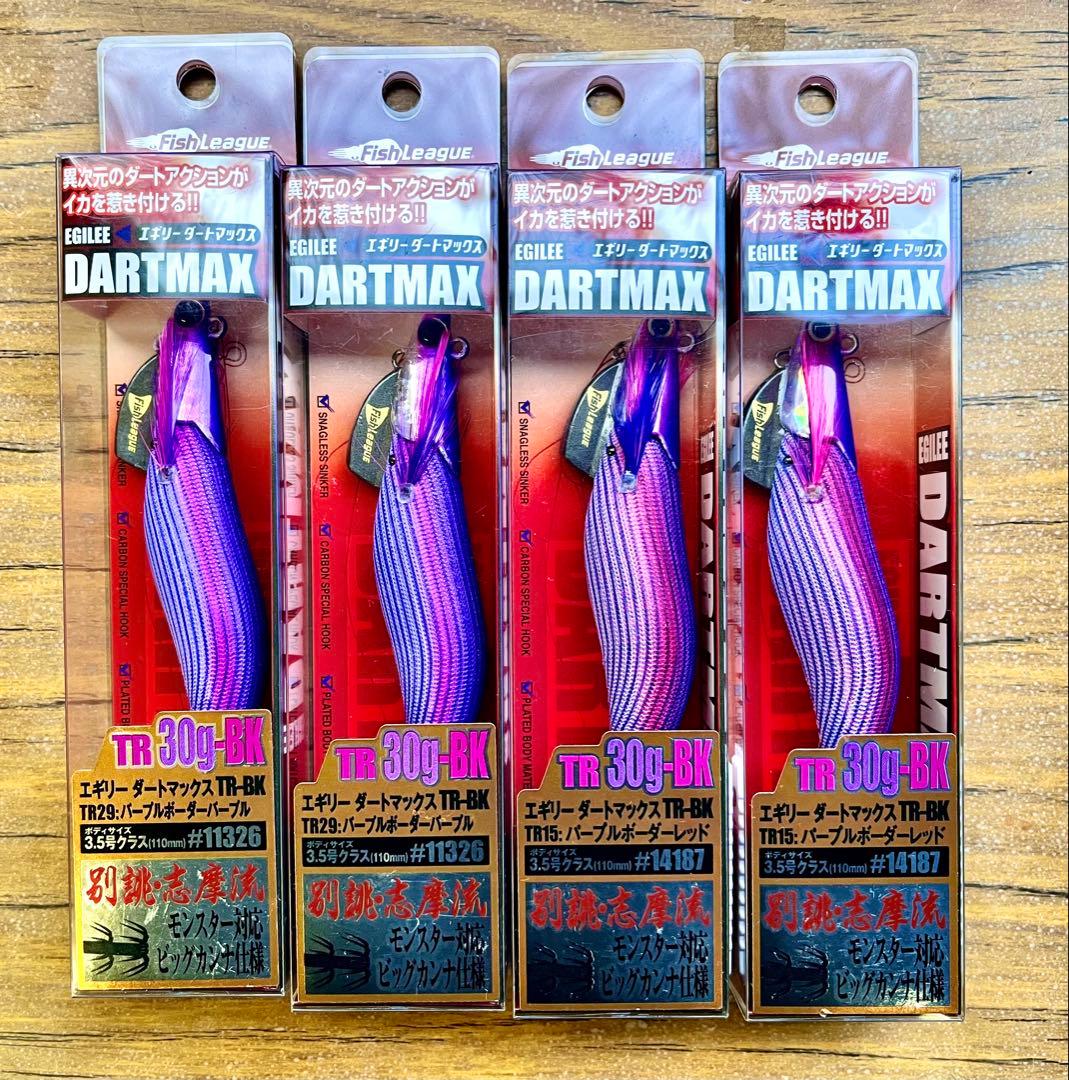 FishLeague
異次元のダートアクションが
イカを惹き付ける!!
EGILEE エギリーダートマックス
DARTMAX
FishLeague
SNAGLESS SINKER
CARBON SPECIAL HOOK
PLATED BO
TR 30g-BK
エギリー ダートマックス TR-BK
TR29:パープルボーダーパープル
ボディサイズ
3.5号クラス(110mm) #11326
別誂・志摩流
モンスター対応
ビッグカンナ仕様
FishLeague
異次元のダートアクションが
イカを惹き付ける!!
EGILEE エギリーダートマックス
DARTMAX
FishLeague
SNAGLESS SINKER
CARBON SPECIAL HOOK
PLATED BO
TR 30g-BK
エギリー ダートマックス TR-BK
TR29:パープルボーダーパープル
ボディサイズ
3.5号クラス(110mm) #11326
別誂・志摩流
モンスター対応
ビッグカンナ仕様
FishLeague
異次元のダートアクションが
イカを惹き付ける!!
EGILEE エギリーダートマックス
DARTMAX
FishLeague
SNAGLESS SINKER
CARBON SPECIAL HOOK
PLATED BODY MATE
DARTM
TR 30g-BK
エギリー ダートマックス TR-BK
TR15:パープルボーダーレッド
ボディサイズ
3.5号クラス(110mm) #14187
別誂・志摩流
モンスター対応
ビッグカンナ仕様
FishLeague
異次元のダートアクションが
イカを惹き付ける!!
EGILEE エギリーダートマックス
DARTMAX
FishLeague
EGILEE
DARTM
TR 30g-BK
エギリー ダートマックス TR-BK
TR15:パープルボーダーレッド
ボディサイズ
3.5号クラス(110mm) #14187
別誂・志摩流
モンスター対応
ビッグカンナ仕様